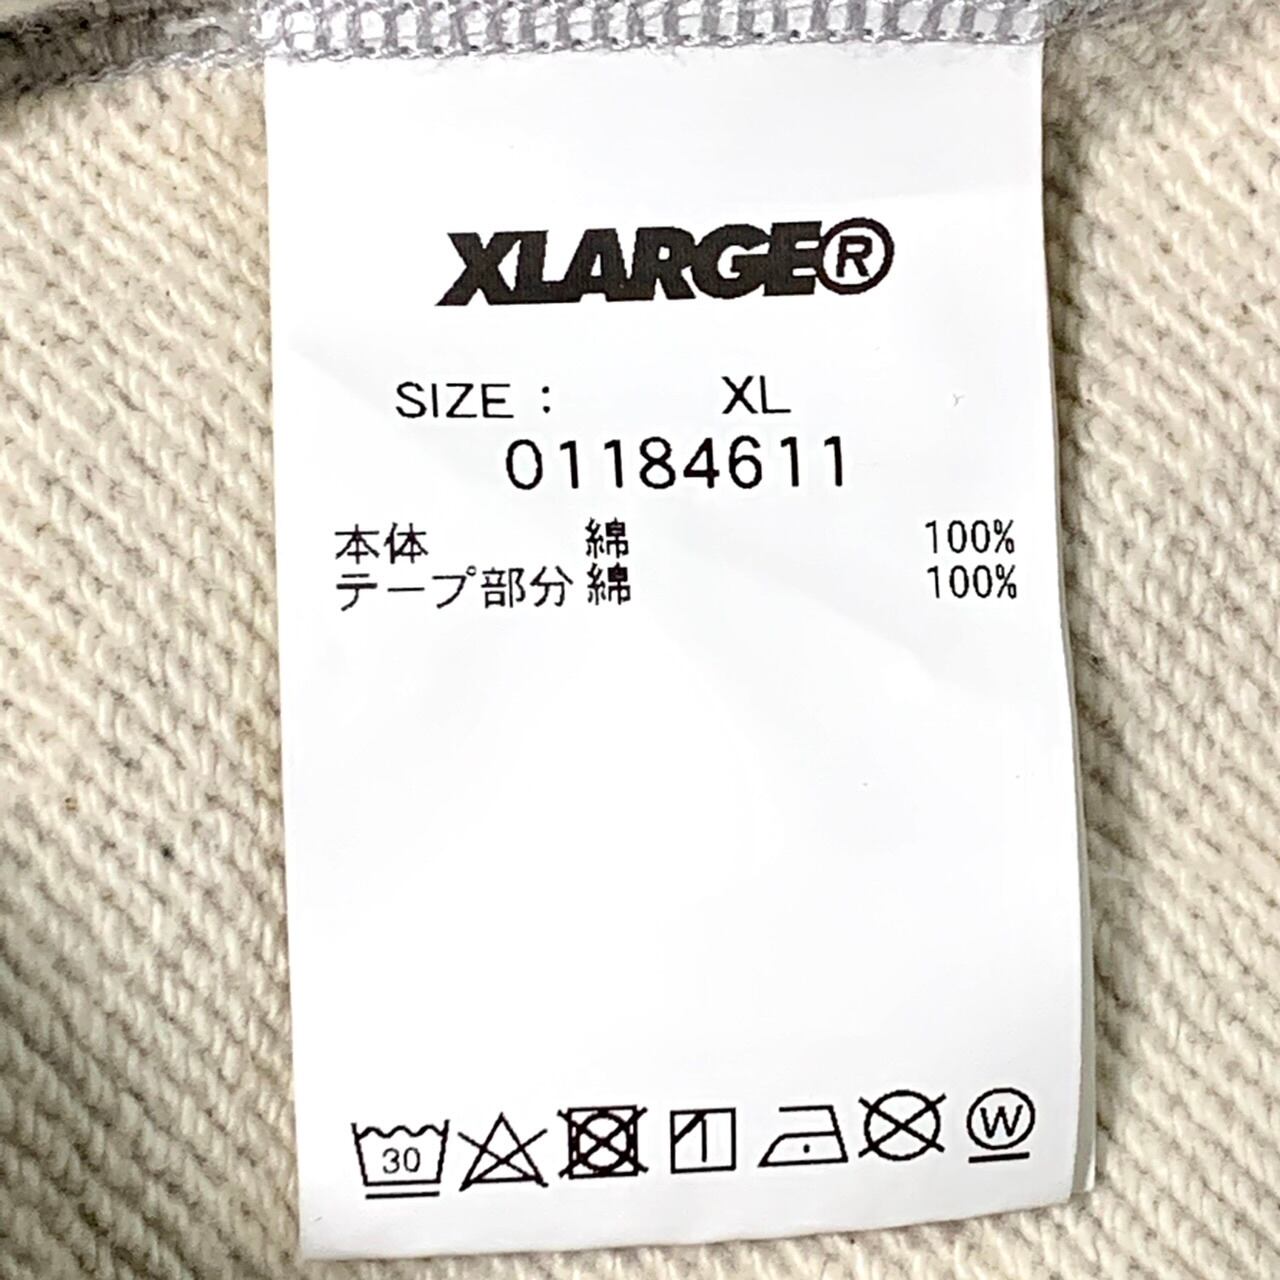 XLARGE®
SIZE : XL
01184611
本体 綿 100%
テープ部分 綿 100%
30
W